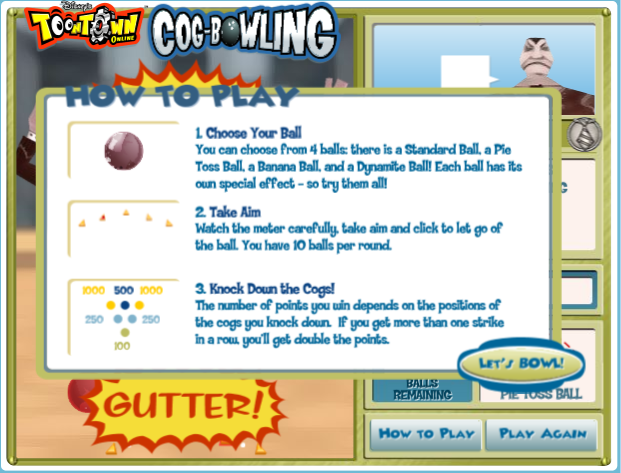 Disney's
TOONTOWN
ONLINE
COG-BOWLING
HOW TO PLAY
1. Choose Your Ball
You can choose from 4 balls: there is a Standard Ball, a Pie
Toss Ball, a Banana Ball, and a Dynamite Ball! Each ball has its
own special effect - so try them all!
2. Take Aim
Watch the meter carefully, take aim and click to let go of
the ball. You have 10 balls per round.
1000 500 1000
250 250
100
3. Knock Down the Cogs!
The number of points you win depends on the positions of
the cogs you knock down. If you get more than one strike
in a row, you'll get double the points.
LET'S BOWL!
GUTTER!
BALLS
REMAINING
PIE TOSS BALL
HOW TO PLAY
PLAY AGAIN